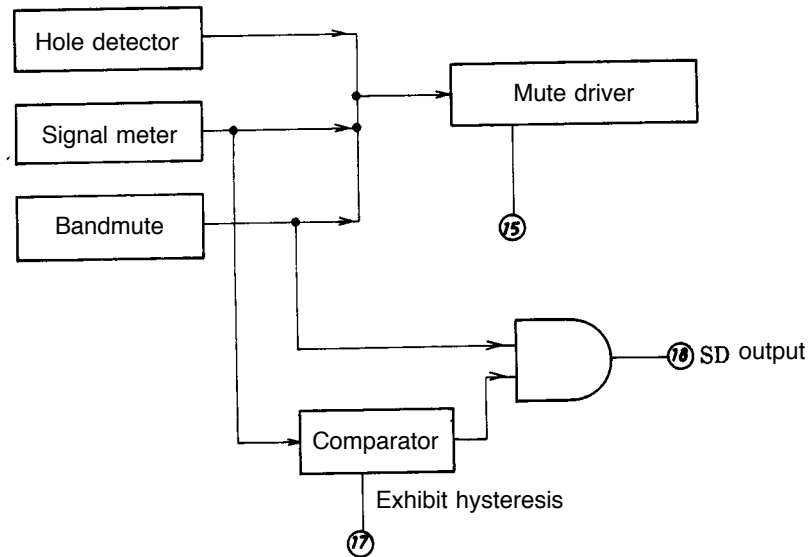 Hole detector
Mute driver
Signal meter
Bandmute
15
18 SD output
Comparator
Exhibit hysteresis
17